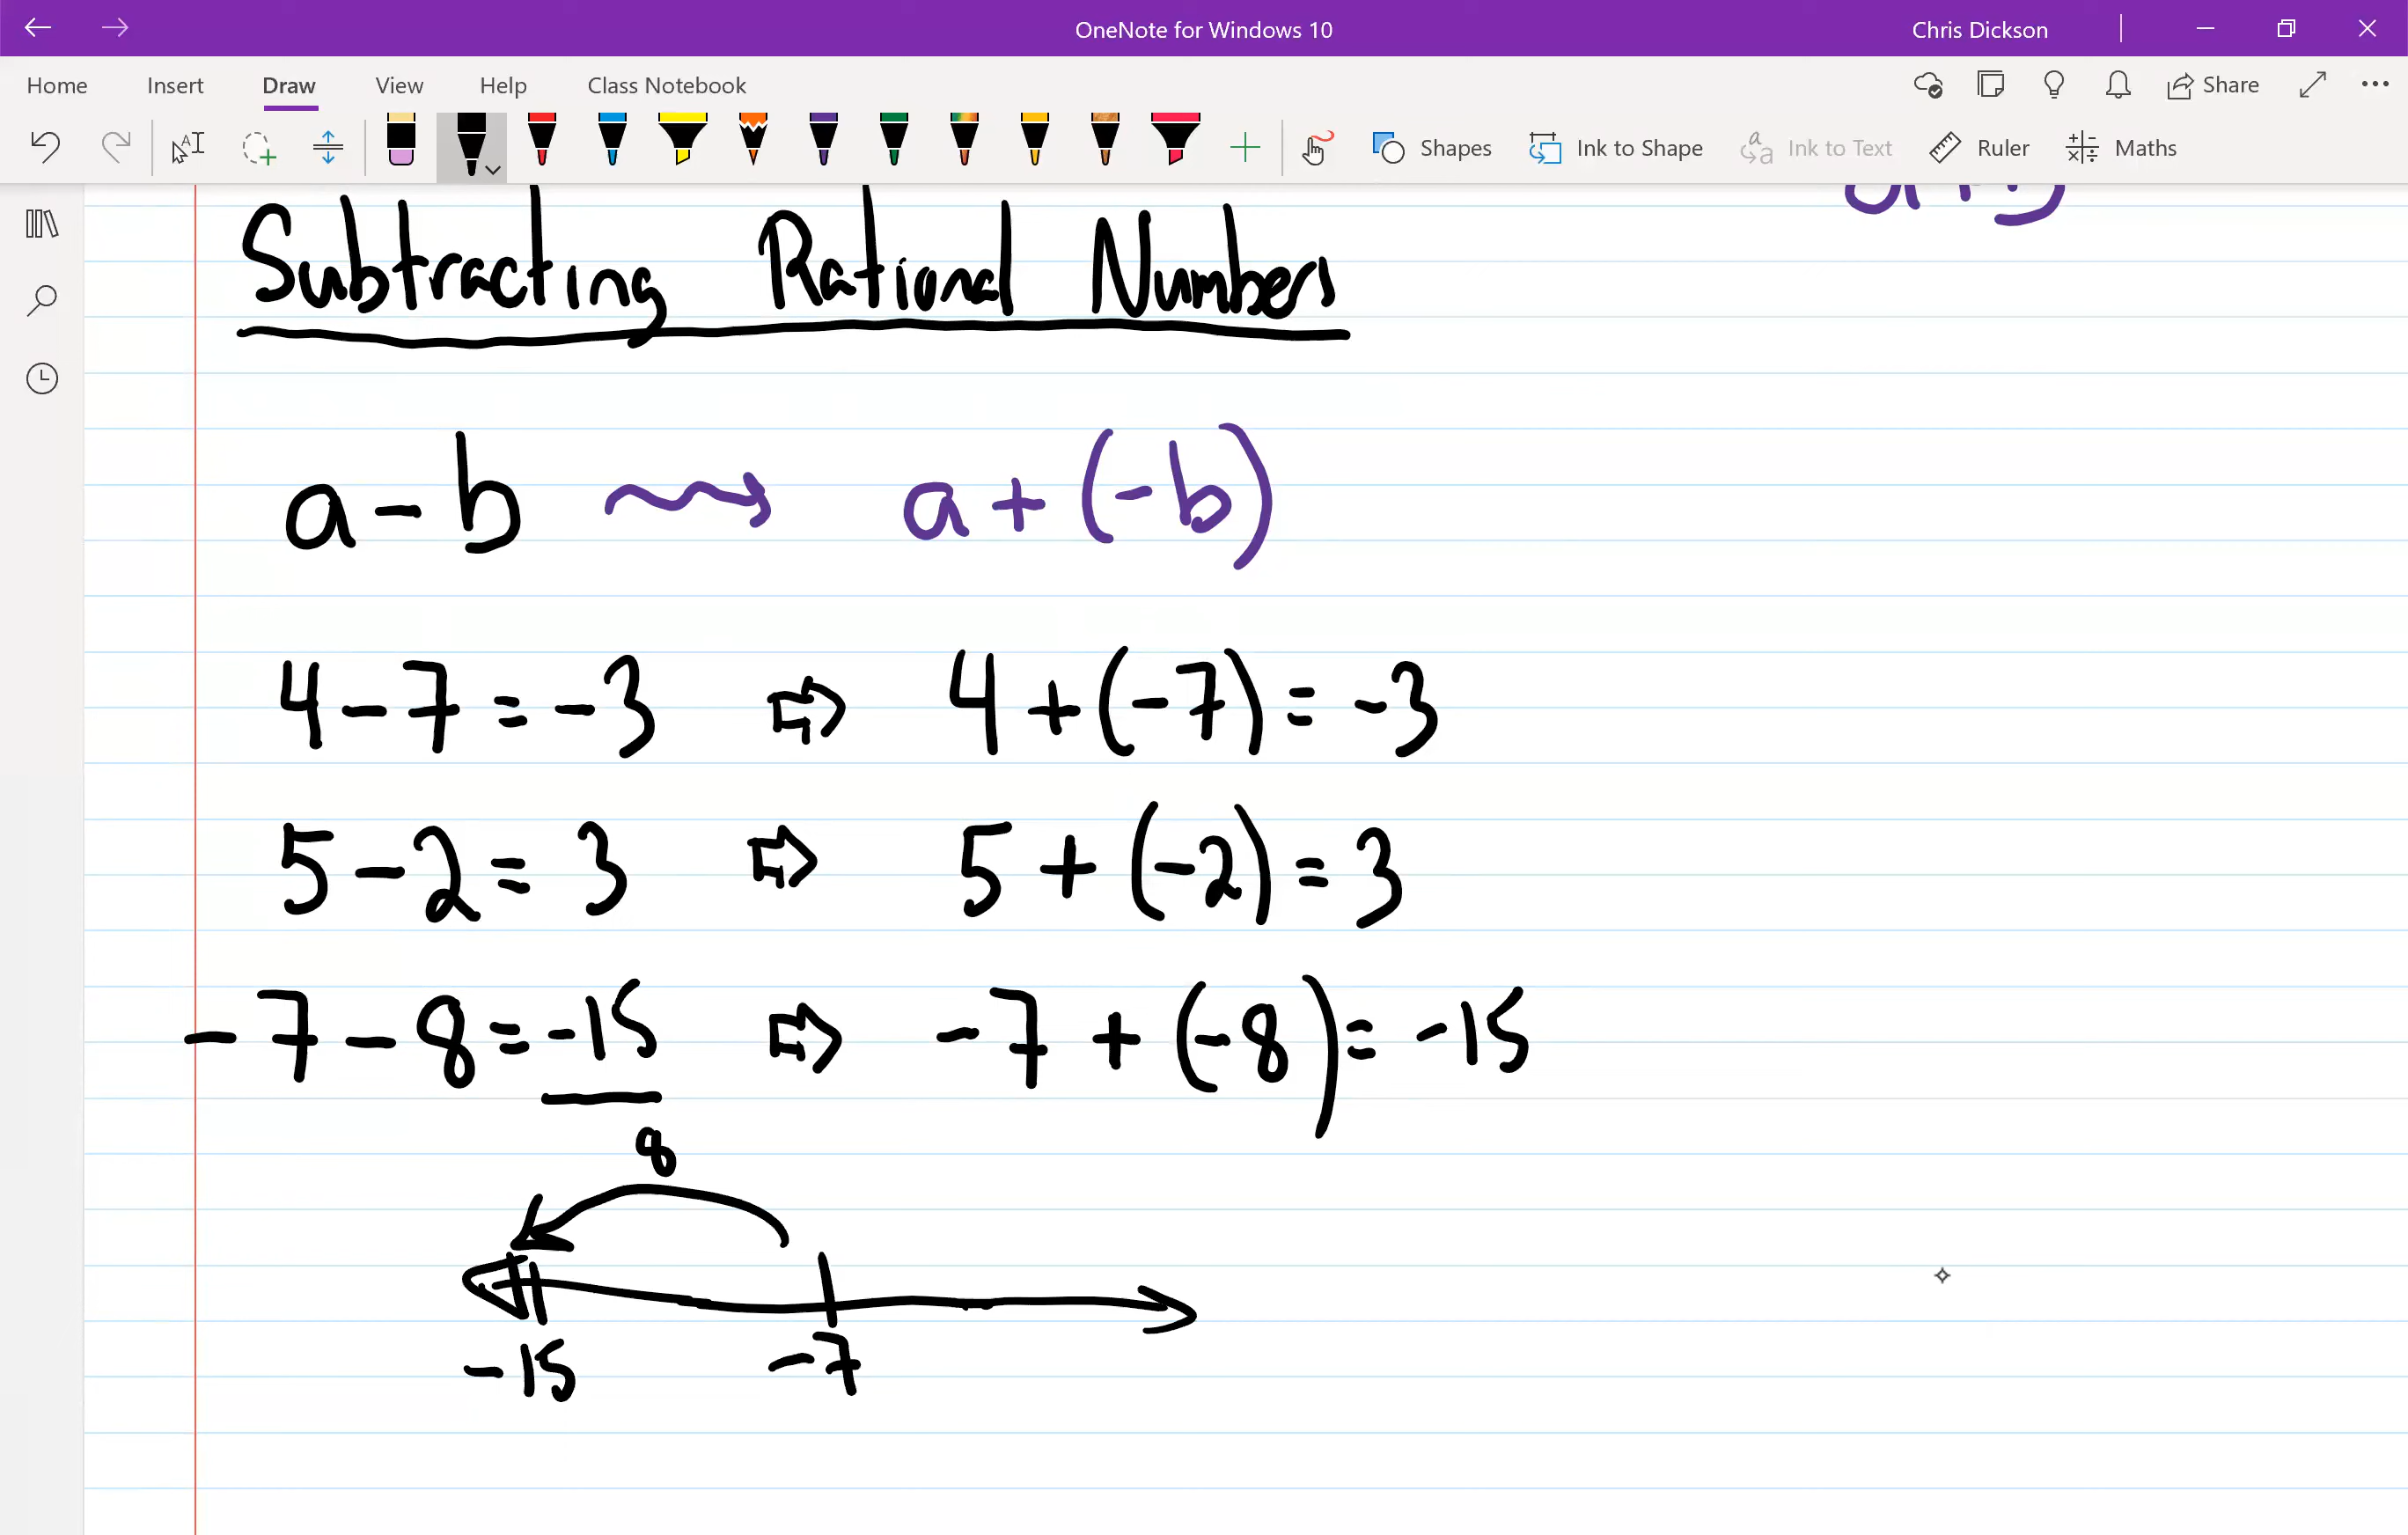 OneNote for Windows 10 Chris Dickson
Home Insert Draw View Help Class Notebook Share
Shapes Ink to Shape Ink to Text Ruler Maths
Subtracting Rational Numbers
a - b a + (-b)
4 - 7 = -3 ⇨ 4 + (-7) = -3
5 - 2 = 3 ⇨ 5 + (-2) = 3
-7 - 8 = -15 ⇨ -7 + (-8) = -15
8
-15 -7